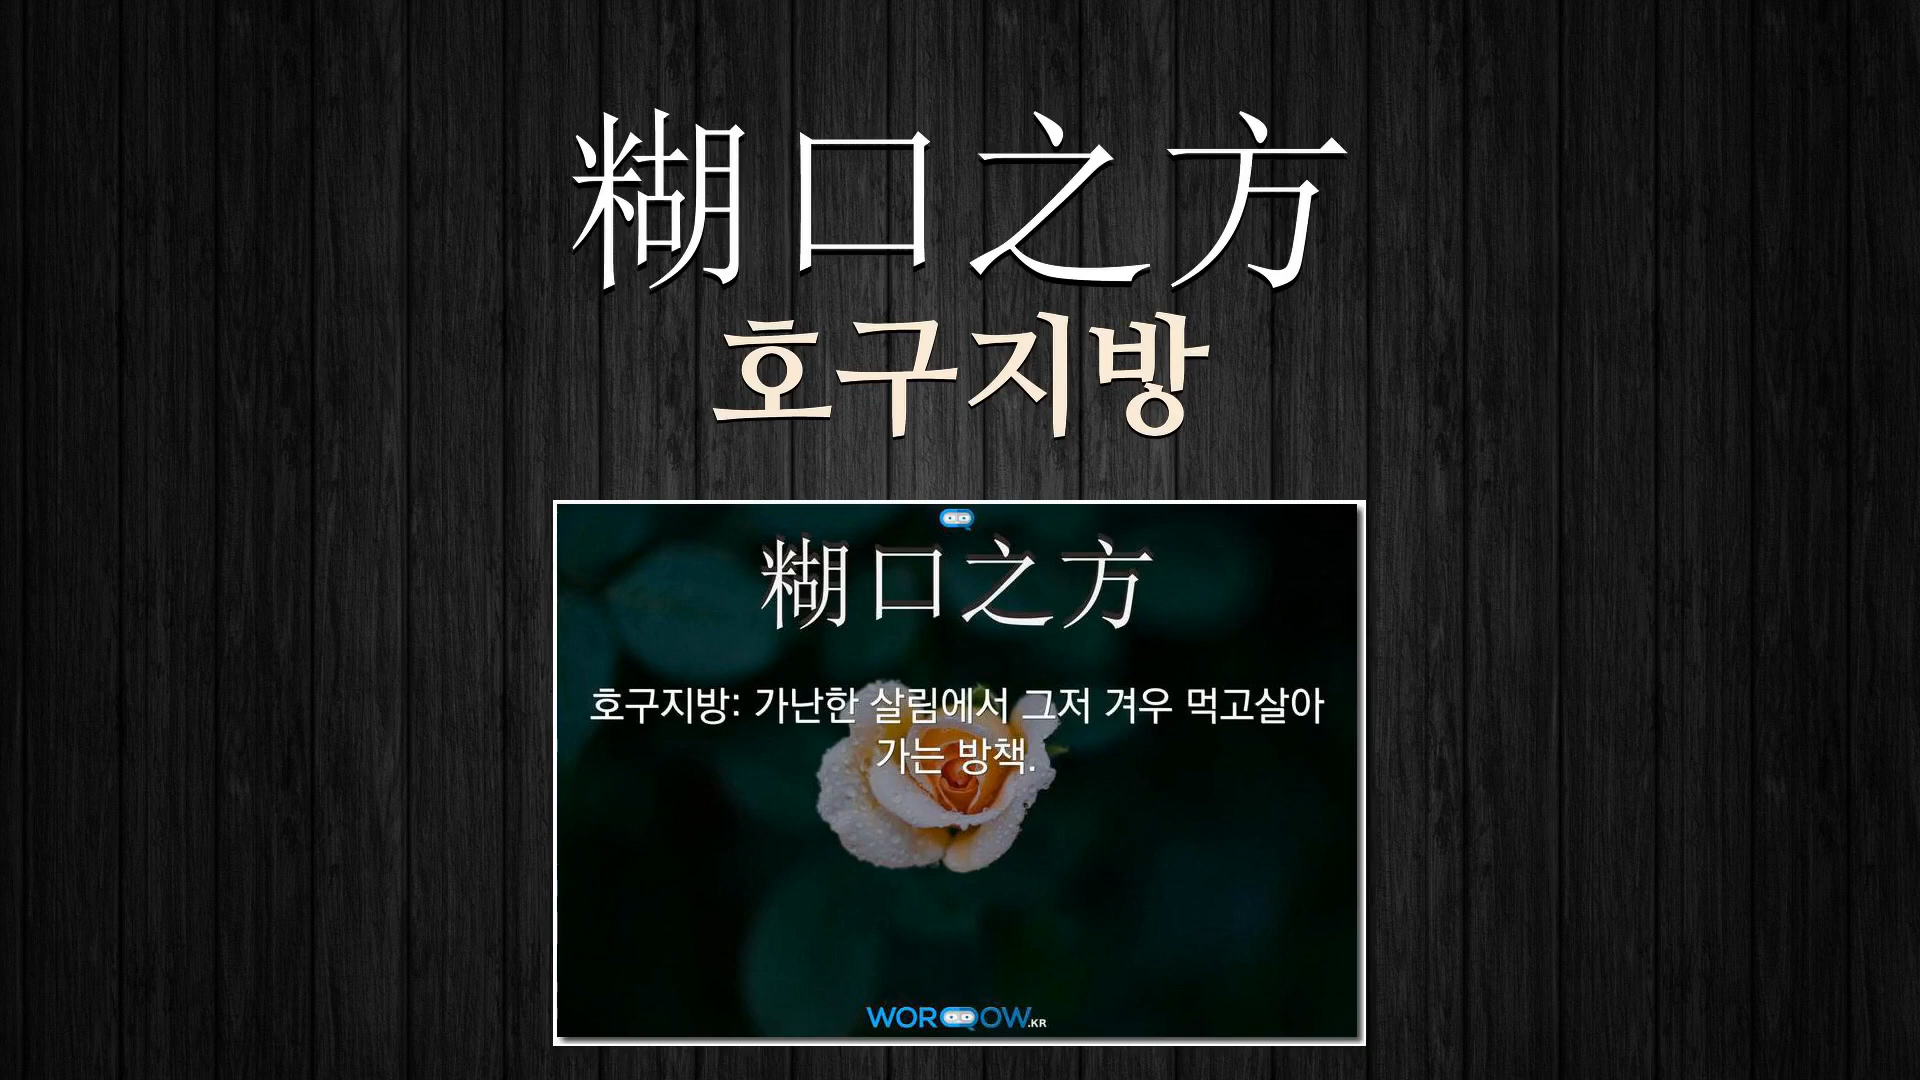 糊口之方
호구지방
糊口之方
호구지방: 가난한 살림에서 그저 겨우 먹고살아
가는 방책.
WORQOW.KR